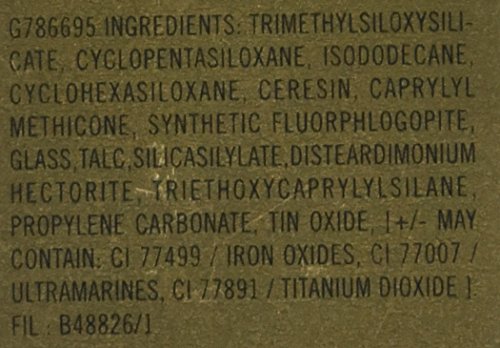 G786695 INGREDIENTS: TRIMETHYLSILOXYSILI-
CATE, CYCLOPENTASILOXANE, ISODODECANE,
CYCLOHEXASILOXANE, CERESIN, CAPRYLYL
METHICONE, SYNTHETIC FLUORPHLOGOPITE,
GLASS,TALC,SILICASILYLATE,DISTEARDIMONIUM
HECTORITE, TRIETHOXYCAPRYLYLSILANE,
PROPYLENE CARBONATE, TIN OXIDE, [+/- MAY
CONTAIN: CI 77499 / IRON OXIDES, CI 77007 /
ULTRAMARINES, CI 77891 / TITANIUM DIOXIDE ]
FIL : B48826/1